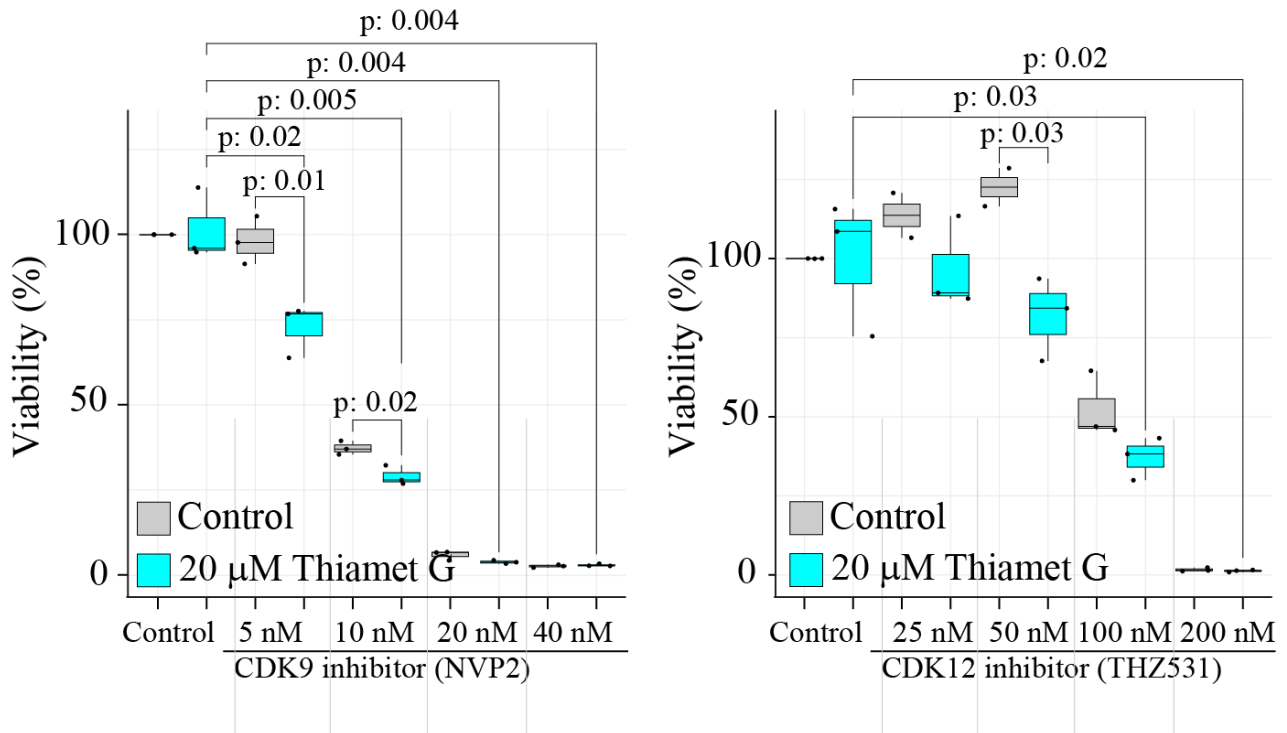 p: 0.004
p: 0.004
p: 0.005
p: 0.02
p: 0.01
p: 0.02
Viability (%)
100
50
0
Control
20 μM Thiamet G
Control 5 nM 10 nM 20 nM 40 nM
CDK9 inhibitor (NVP2)
p: 0.02
p: 0.03
p: 0.03
Viability (%)
100
50
0
Control
20 μM Thiamet G
Control 25 nM 50 nM 100 nM 200 nM
CDK12 inhibitor (THZ531)